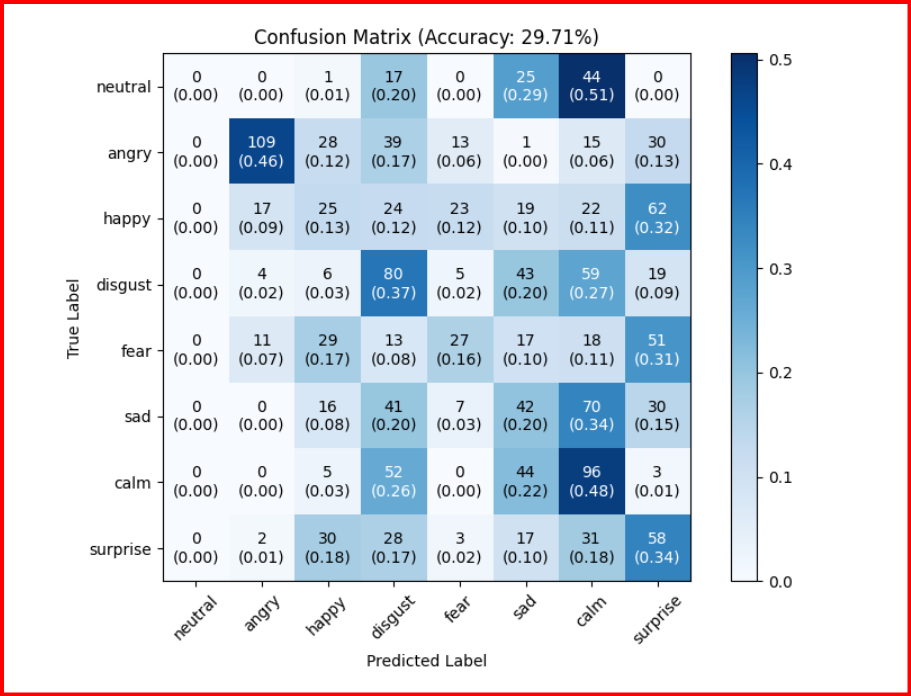 Confusion Matrix (Accuracy: 29.71%)
neutral 0 0 1 17 0 25 44 0
(0.00) (0.00) (0.01) (0.20) (0.00) (0.29) (0.51) (0.00)
angry 0 109 28 39 13 1 15 30
(0.00) (0.46) (0.12) (0.17) (0.06) (0.00) (0.06) (0.13)
happy 0 17 25 24 23 19 22 62
(0.00) (0.09) (0.13) (0.12) (0.12) (0.10) (0.11) (0.32)
disgust 0 4 6 80 5 43 59 19
(0.00) (0.02) (0.03) (0.37) (0.02) (0.20) (0.27) (0.09)
fear 0 11 29 13 27 17 18 51
(0.00) (0.07) (0.17) (0.08) (0.16) (0.10) (0.11) (0.31)
sad 0 0 16 41 7 42 70 30
(0.00) (0.00) (0.08) (0.20) (0.03) (0.20) (0.34) (0.15)
calm 0 0 5 52 0 44 96 3
(0.00) (0.00) (0.03) (0.26) (0.00) (0.22) (0.48) (0.01)
surprise 0 2 30 28 3 17 31 58
(0.00) (0.01) (0.18) (0.17) (0.02) (0.10) (0.18) (0.34)
neutral angry happy disgust fear sad calm surprise
Predicted Label
True Label
0.5
0.4
0.3
0.2
0.1
0.0